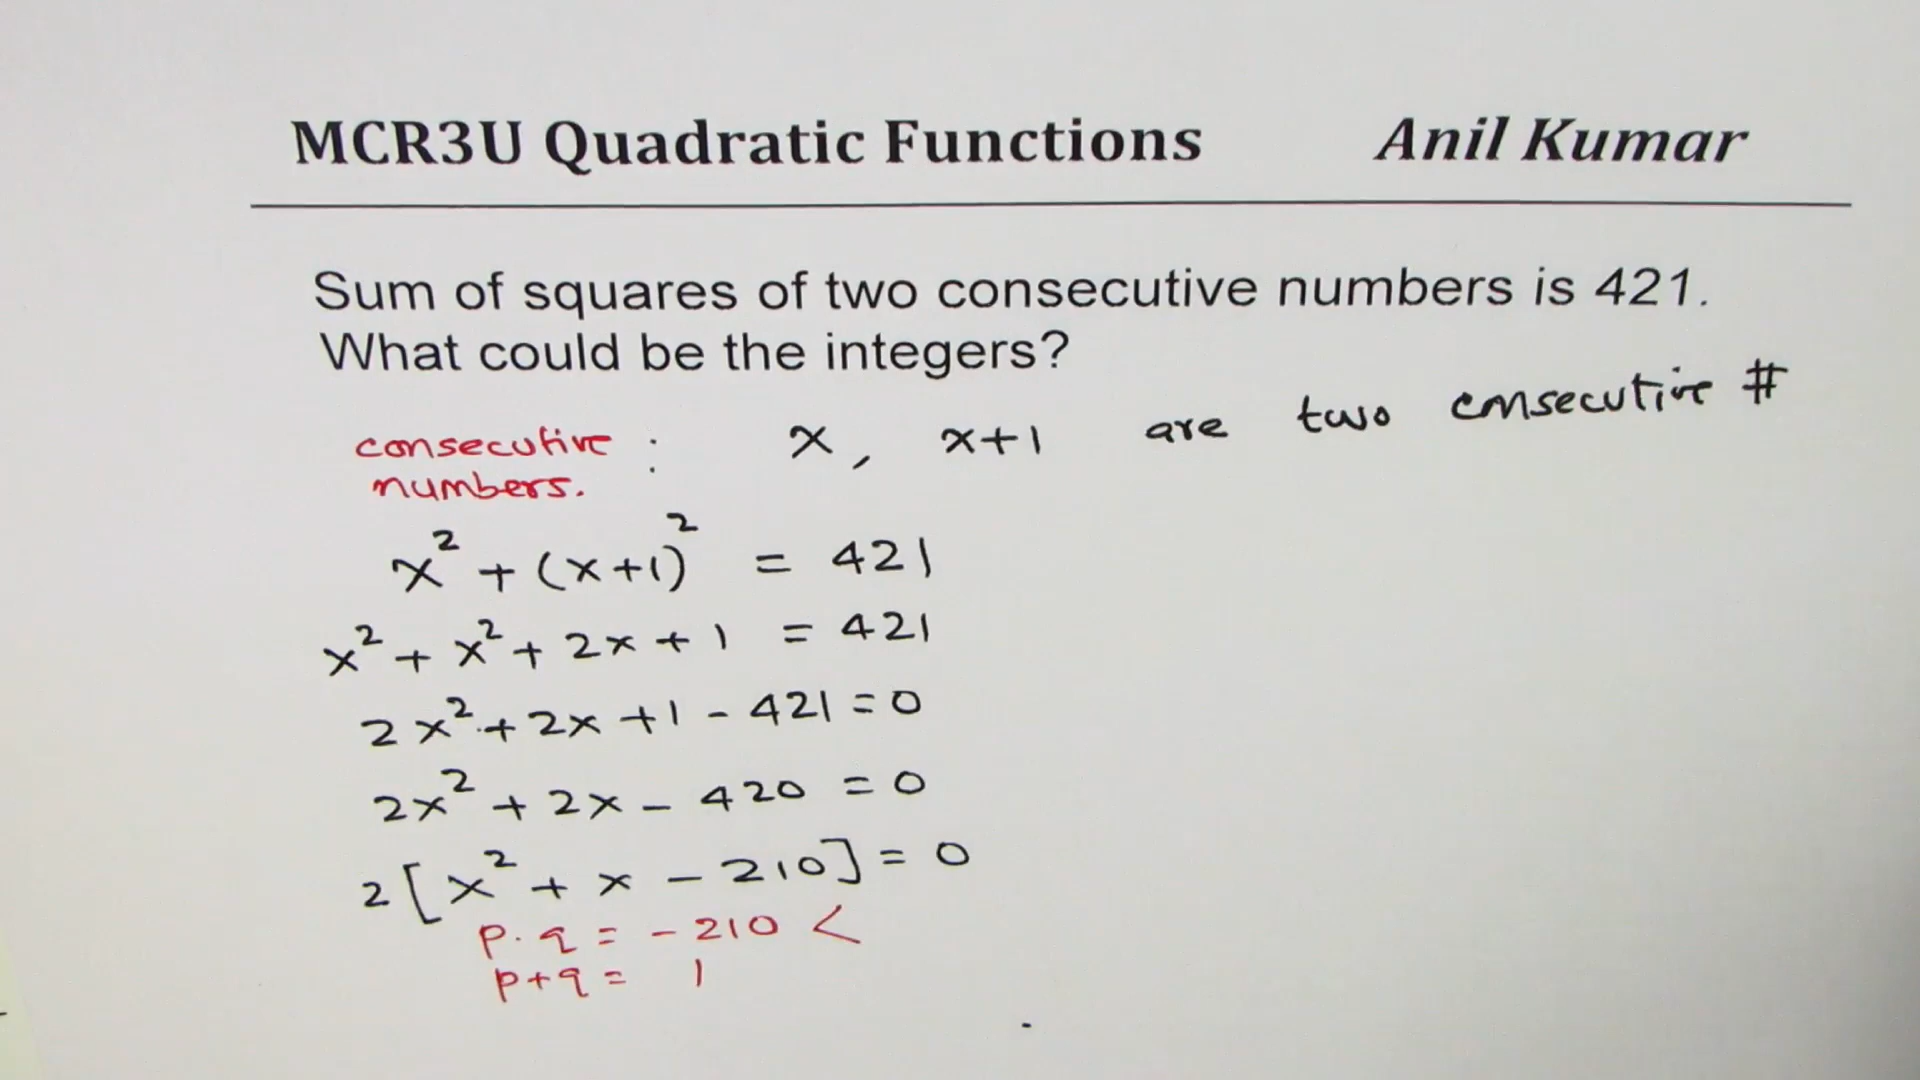 MCR3U Quadratic Functions Anil Kumar
Sum of squares of two consecutive numbers is 421.
What could be the integers?
consecutive : x, x+1 are two consecutive #
numbers.
x² + (x+1)² = 421
x² + x² + 2x + 1 = 421
2x² + 2x + 1 - 421 = 0
2x² + 2x - 420 = 0
2[x² + x - 210] = 0
p·q = -210 <
p+q = 1